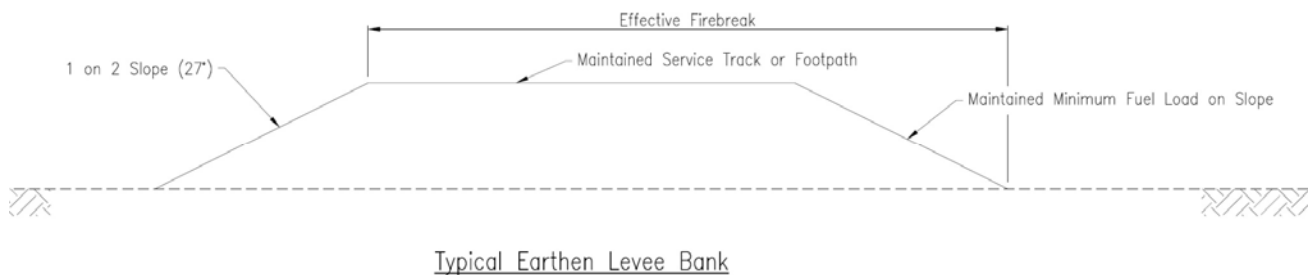 Effective Firebreak
1 on 2 Slope (27°)
Maintained Service Track or Footpath
Maintained Minimum Fuel Load on Slope
Typical Earthen Levee Bank